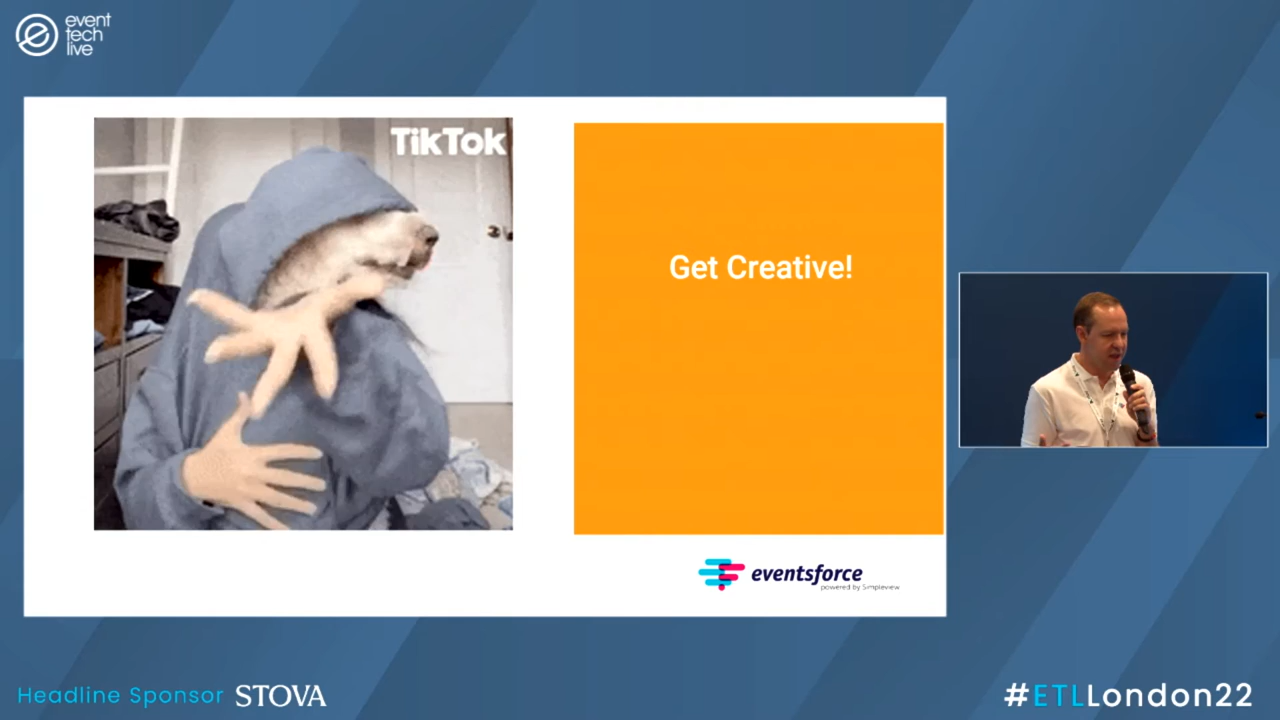 event
tech
live
TikTok
Get Creative!
eventsforce
powered by Simpleview
Headline Sponsor STOVA
#ETLLondon22